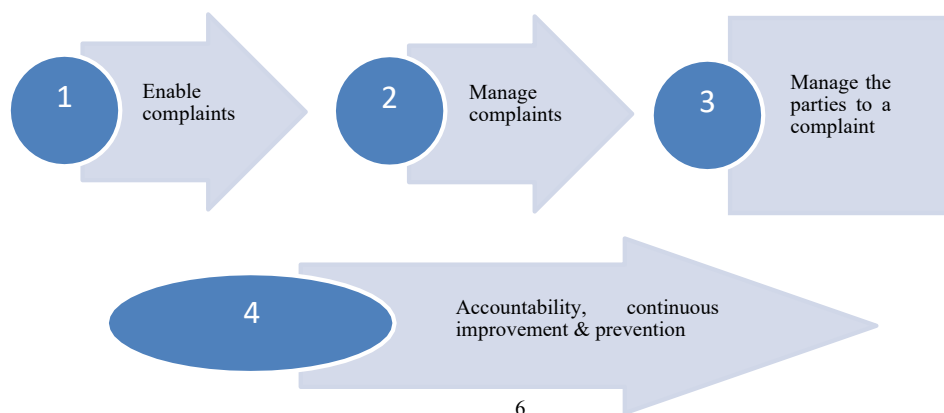 1
Enable
complaints
2
Manage
complaints
3
Manage the
parties to a
complaint
4
Accountability, continuous
improvement & prevention
6